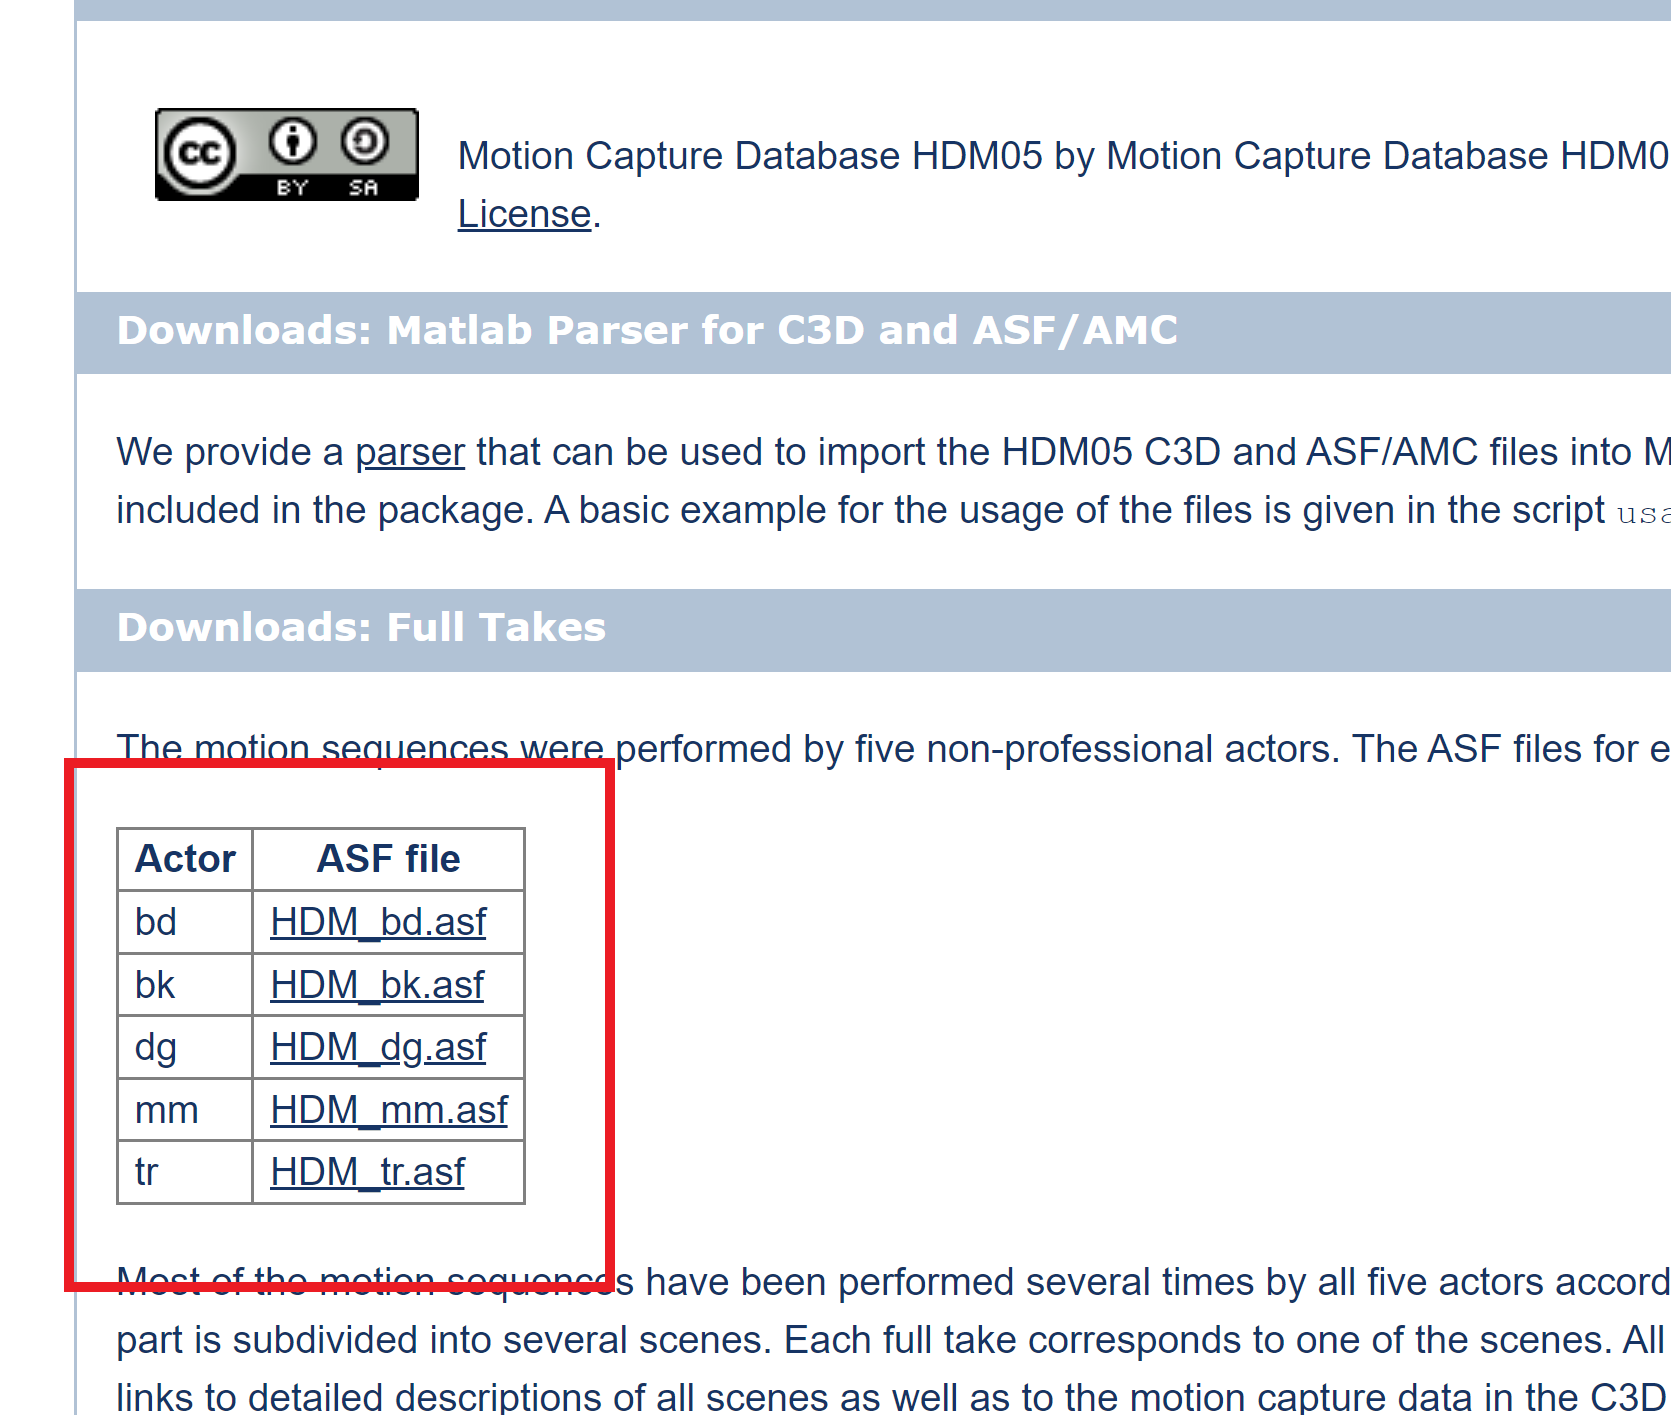 cc BY SA
Motion Capture Database HDM05 by Motion Capture Database HDM0
License.
Downloads: Matlab Parser for C3D and ASF/AMC
We provide a parser that can be used to import the HDM05 C3D and ASF/AMC files into M
included in the package. A basic example for the usage of the files is given in the script usa
Downloads: Full Takes
The motion sequences were performed by five non-professional actors. The ASF files for e
Actor ASF file
bd HDM_bd.asf
bk HDM_bk.asf
dg HDM_dg.asf
mm HDM_mm.asf
tr HDM_tr.asf
Most of the motion sequences have been performed several times by all five actors accord
part is subdivided into several scenes. Each full take corresponds to one of the scenes. All
links to detailed descriptions of all scenes as well as to the motion capture data in the C3D